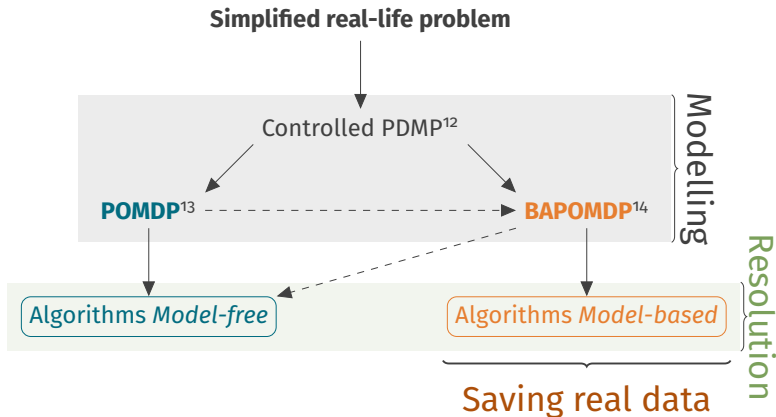 Simplified real-life problem
Controlled PDMP¹²
Modelling
POMDP¹³
BAPOMDP¹⁴
Resolution
Algorithms Model-free
Algorithms Model-based
Saving real data